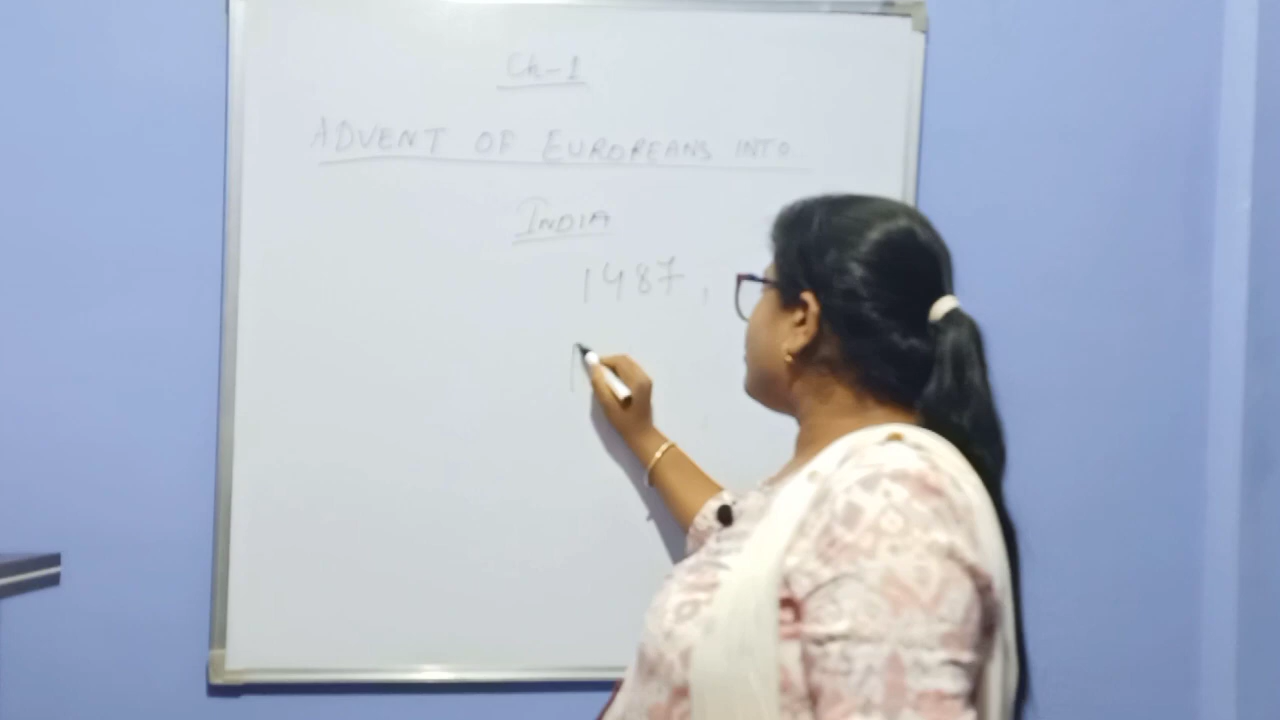 Ch-1
ADVENT OF EUROPEANS INTO
INDIA
1487,